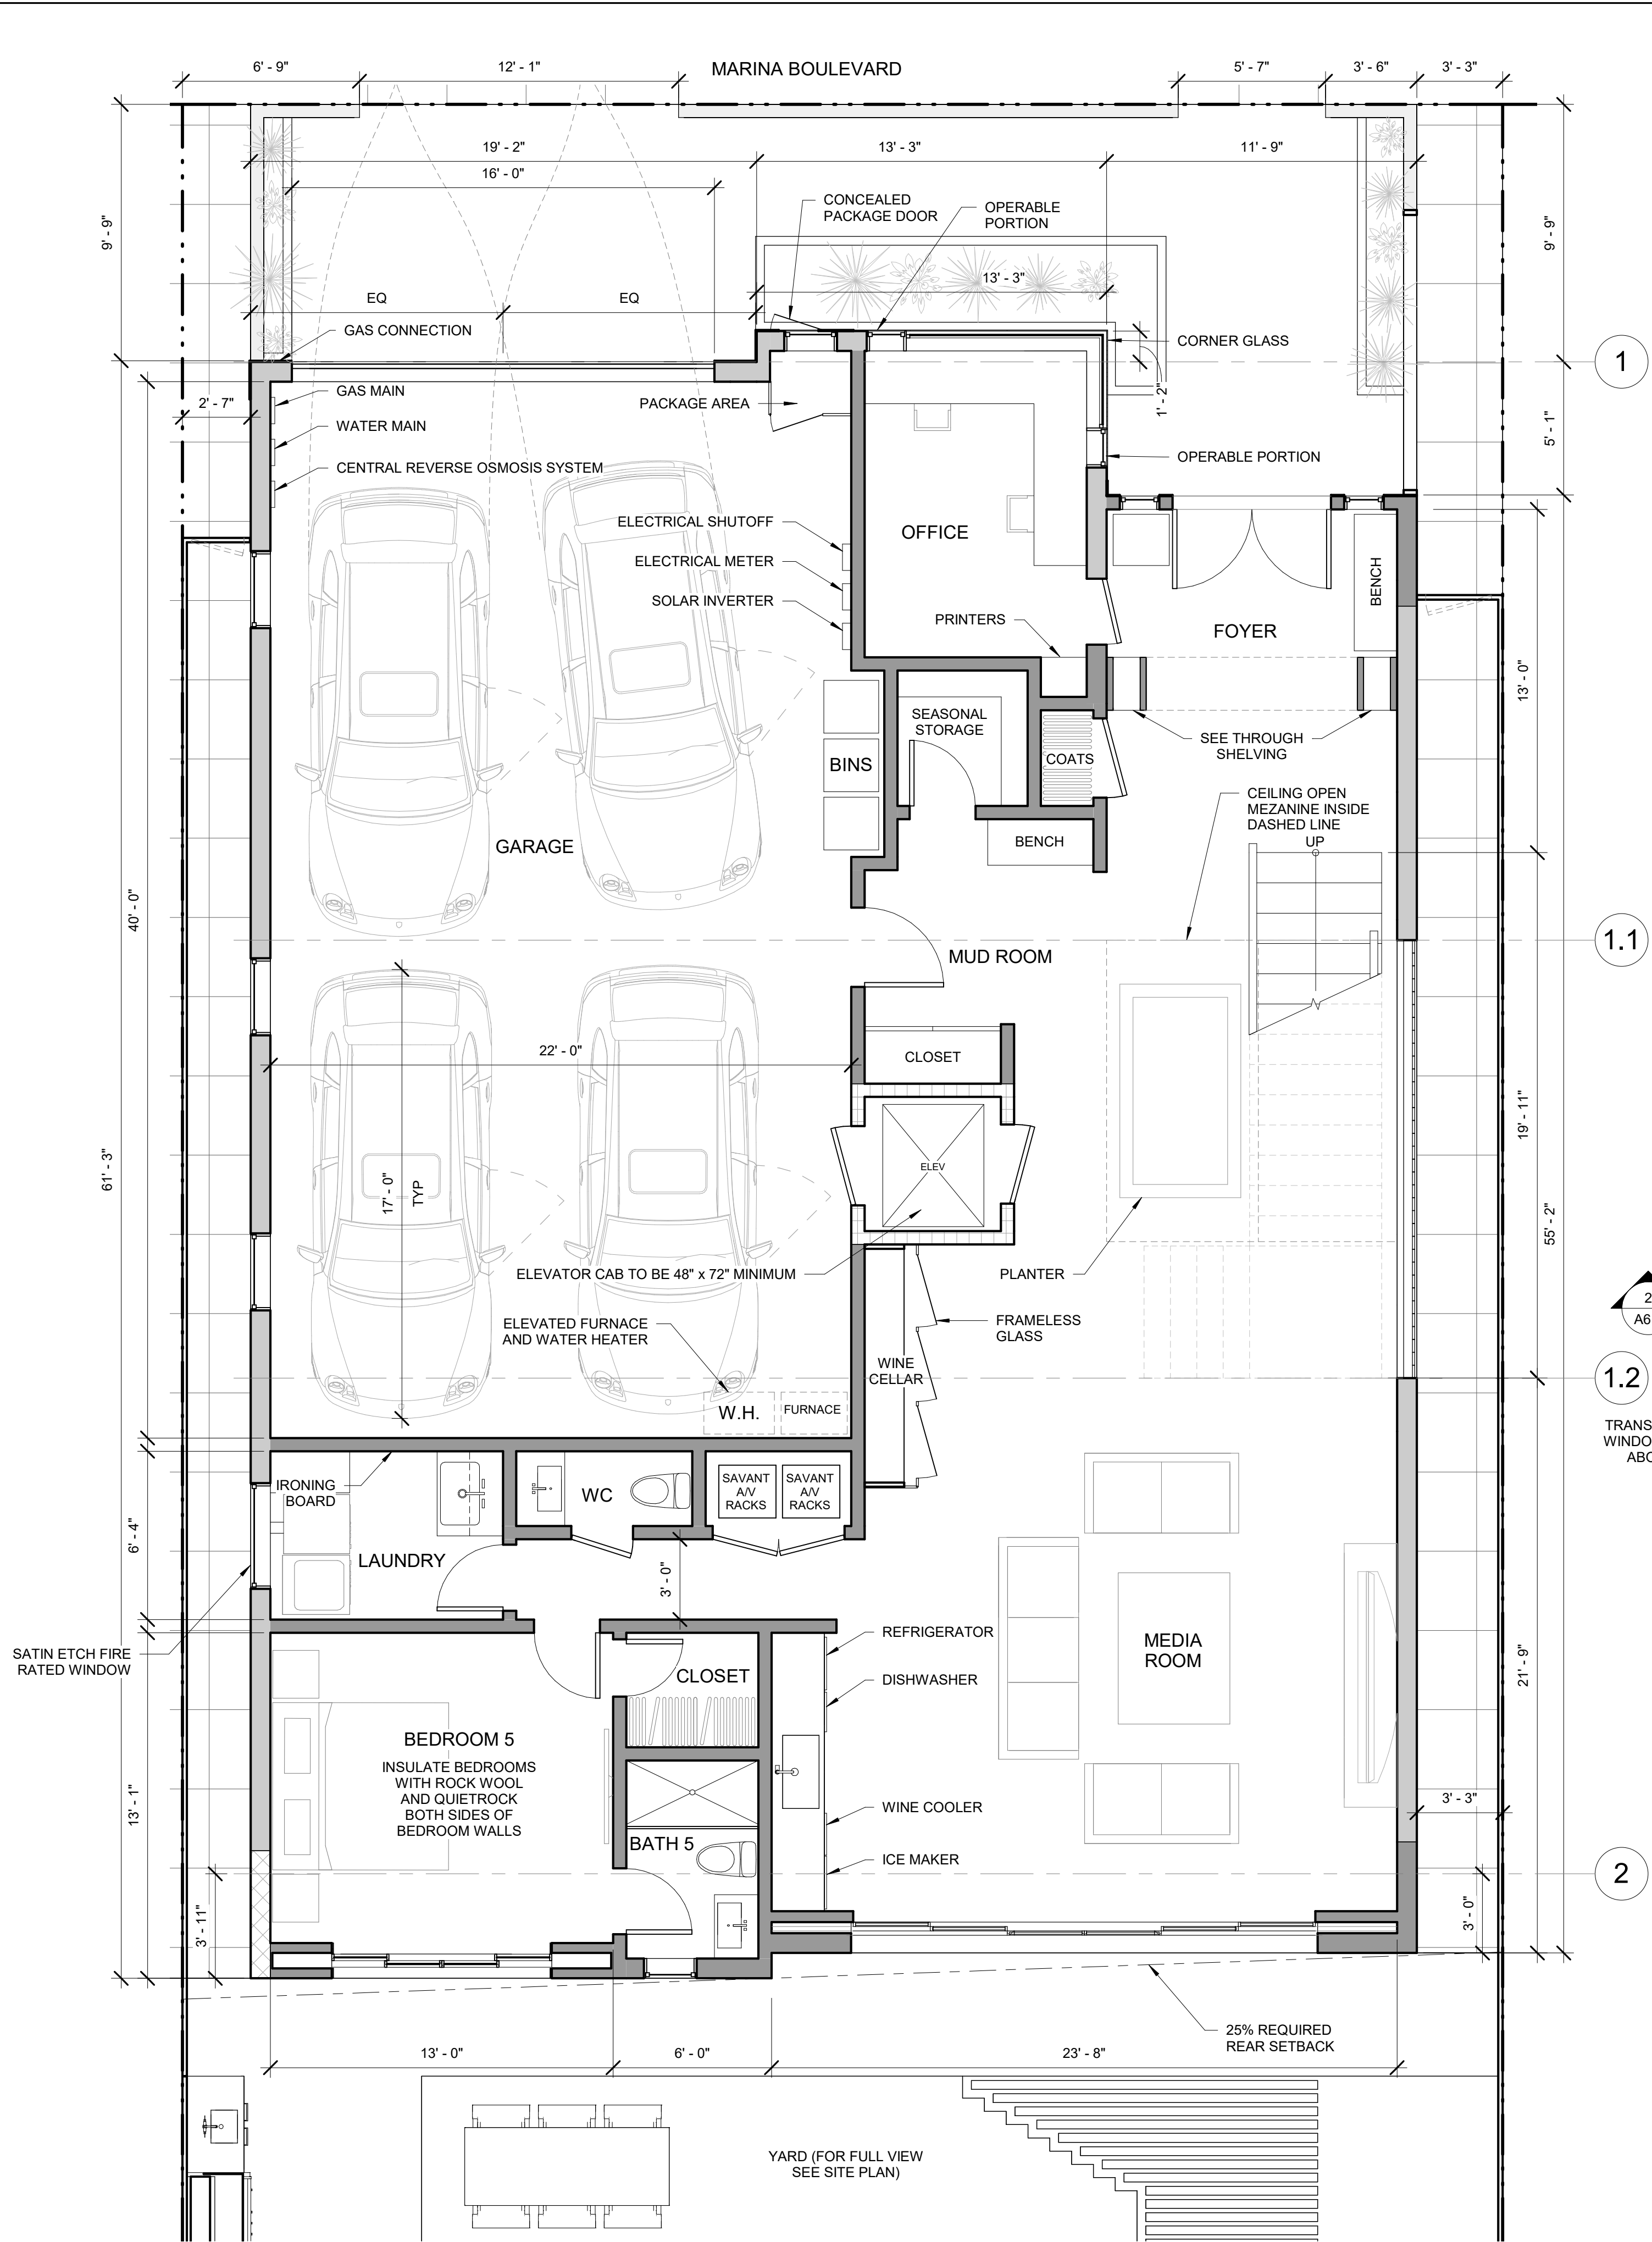 6' - 9"
12' - 1"
MARINA BOULEVARD
5' - 7"
3' - 6"
3' - 3"
19' - 2"
13' - 3"
11' - 9"
16' - 0"
CONCEALED
PACKAGE DOOR
OPERABLE
PORTION
9' - 9"
9' - 9"
13' - 3"
EQ
EQ
GAS CONNECTION
CORNER GLASS
1
GAS MAIN
2' - 7"
PACKAGE AREA
1' - 2"
WATER MAIN
5' - 1"
CENTRAL REVERSE OSMOSIS SYSTEM
OPERABLE PORTION
ELECTRICAL SHUTOFF
OFFICE
ELECTRICAL METER
BENCH
SOLAR INVERTER
PRINTERS
FOYER
13' - 0"
SEASONAL
STORAGE
SEE THROUGH
SHELVING
BINS
COATS
CEILING OPEN
MEZANINE INSIDE
DASHED LINE
UP
GARAGE
BENCH
40' - 0"
MUD ROOM
1.1
22' - 0"
CLOSET
61' - 3"
19' - 11"
ELEV
17' - 0"
TYP
55' - 2"
ELEVATOR CAB TO BE 48" x 72" MINIMUM
PLANTER
2
A6
ELEVATED FURNACE
AND WATER HEATER
FRAMELESS
GLASS
WINE
CELLAR
1.2
W.H.
FURNACE
TRANS
WINDO
ABO
IRONING
BOARD
WC
SAVANT
A/V
RACKS
SAVANT
A/V
RACKS
6' - 4"
LAUNDRY
3' - 0"
SATIN ETCH FIRE
RATED WINDOW
REFRIGERATOR
MEDIA
ROOM
CLOSET
DISHWASHER
21' - 9"
BEDROOM 5
INSULATE BEDROOMS
WITH ROCK WOOL
AND QUIETROCK
BOTH SIDES OF
BEDROOM WALLS
13' - 1"
WINE COOLER
3' - 3"
BATH 5
ICE MAKER
2
3' - 11"
3' - 0"
25% REQUIRED
REAR SETBACK
13' - 0"
6' - 0"
23' - 8"
YARD (FOR FULL VIEW
SEE SITE PLAN)